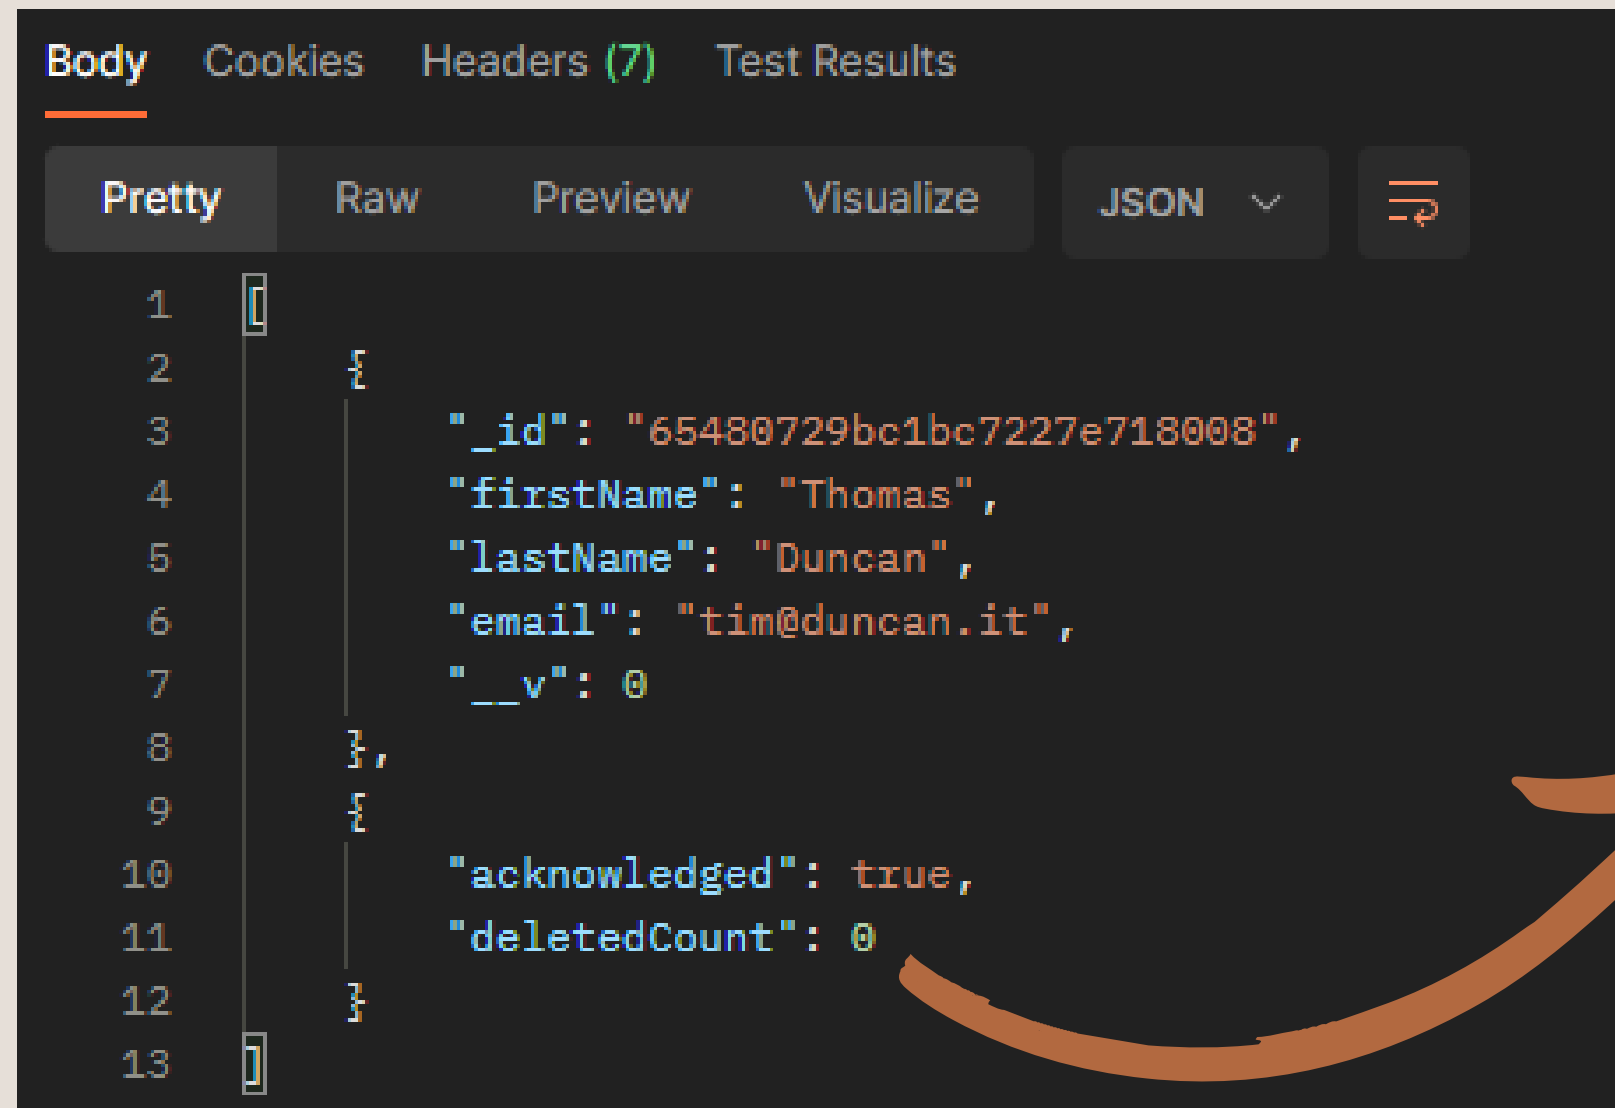 Body Cookies Headers (7) Test Results
Pretty Raw Preview Visualize JSON
1 [
2 {
3 "_id": "65480729bc1bc7227e718008",
4 "firstName": "Thomas",
5 "lastName": "Duncan",
6 "email": "tim@duncan.it",
7 "__v": 0
8 },
9 {
10 "acknowledged": true,
11 "deletedCount": 0
12 }
13 ]